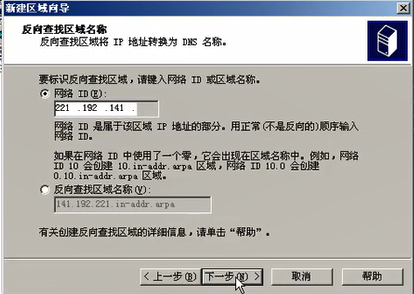 新建区域向导
反向查找区域名称
反向查找区域将 IP 地址转换为 DNS 名称。
要标识反向查找区域，请键入网络 ID 或区域名称。
网络 ID(E):
221 .192 .141 .
网络 ID 是属于该区域 IP 地址的部分。用正常(不是反向的)顺序输入
网络 ID。
如果在网络 ID 中使用了一个零，它会出现在区域名称中。例如，网络
ID 10 会创建 10.in-addr.arpa 区域，网络 ID 10.0 会创建
0.10.in-addr.arpa 区域。
反向查找区域名称(V):
141.192.221.in-addr.arpa
有关创建反向查找区域的详细信息，请单击“帮助”。
< 上一步(B) 下一步(N) > 取消 帮助